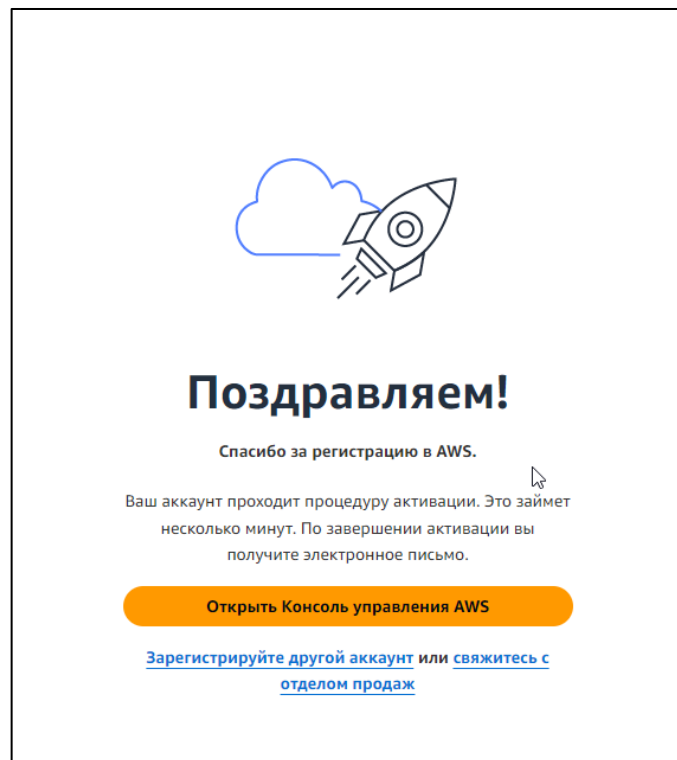 Поздравляем!
Спасибо за регистрацию в AWS.
Ваш аккаунт проходит процедуру активации. Это займет
несколько минут. По завершении активации вы
получите электронное письмо.
Открыть Консоль управления AWS
Зарегистрируйте другой аккаунт или свяжитесь с
отделом продаж